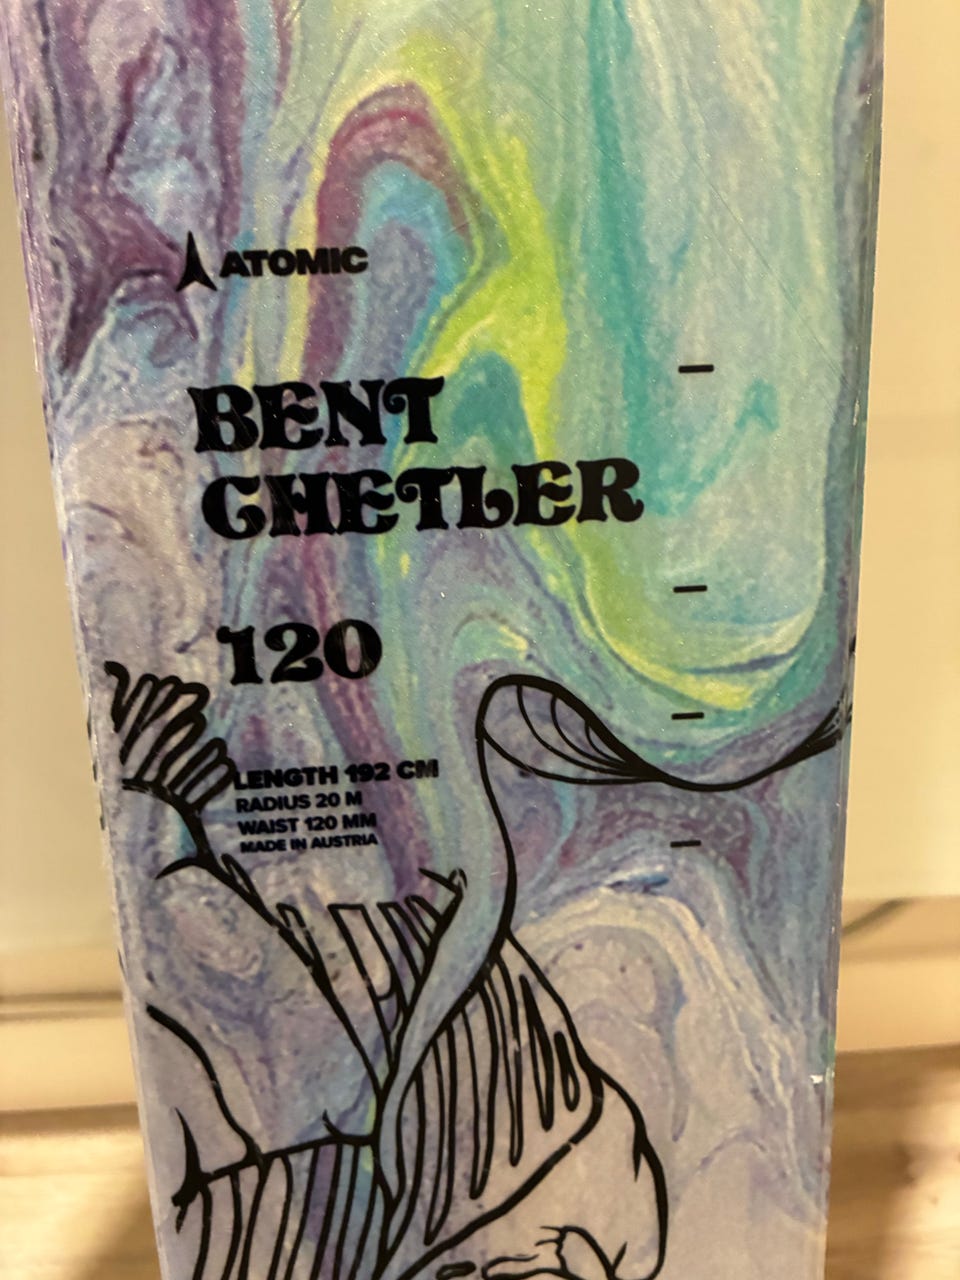 ATOMIC
BENT
CHETLER
120
LENGTH 192 CM
RADIUS 20 M
WAIST 120 MM
MADE IN AUSTRIA